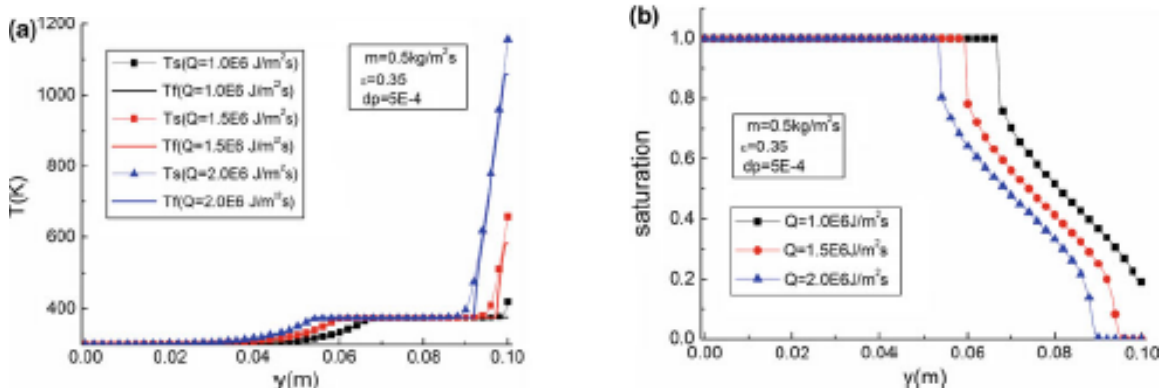 (a)
1200
1000
800
600
400
T(K)
Ts(Q=1.0E6 J/m²s)
Tf(Q=1.0E6 J/m²s)
Ts(Q=1.5E6 J/m²s)
Tf(Q=1.5E6 J/m²s)
Ts(Q=2.0E6 J/m²s)
Tf(Q=2.0E6 J/m²s)
m=0.5kg/m²s
ε=0.35
dp=5E-4
0.00 0.02 0.04 0.06 0.08 0.10
y(m)
(b)
1.0
0.8
0.6
0.4
0.2
0.0
saturation
m=0.5kg/m²s
ε=0.35
dp=5E-4
Q=1.0E6J/m²s
Q=1.5E6J/m²s
Q=2.0E6J/m²s
0.00 0.02 0.04 0.06 0.08 0.10
y(m)